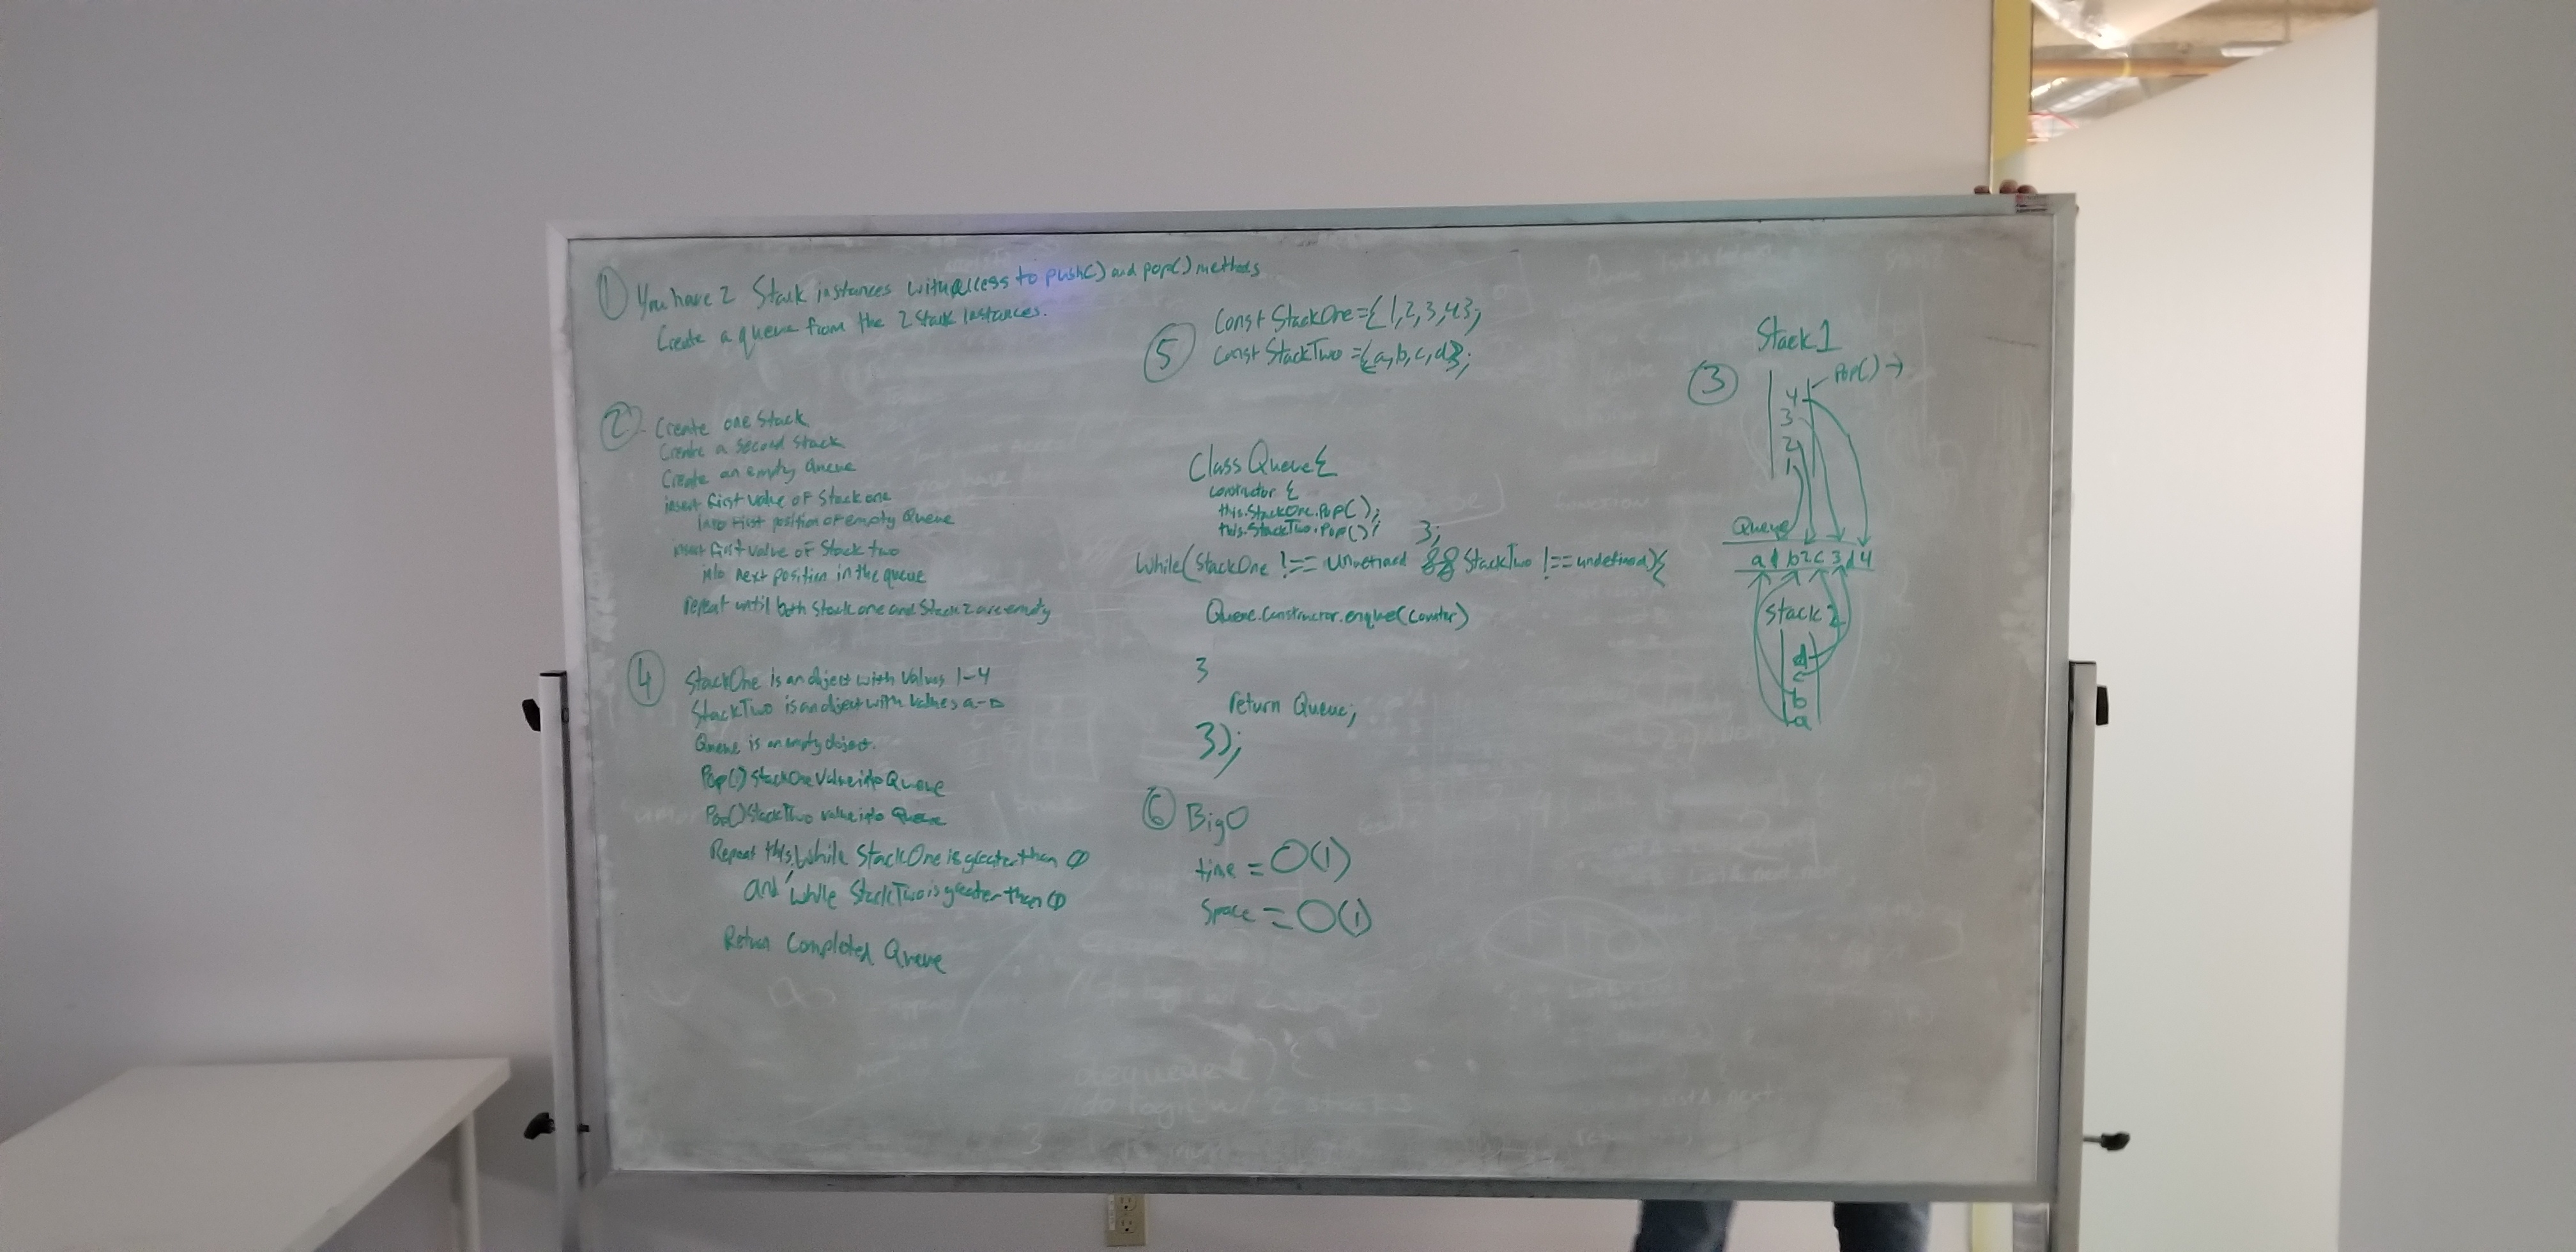 ① You have 2 Stack instances with access to push() and pop() methods
Create a queue from the 2 stack instances.
② - Create one Stack
Create a second stack
Create an empty Queue
insert first value of Stack one
into first position of empty Queue
insert first value of Stack two
into next position in the queue
repeat until both Stack one and Stack 2 are empty
④ StackOne is an object with values 1-4
StackTwo is an object with values a-D
Queue is an empty object.
Pop() StackOne Value into Queue
Pop() StackTwo value into Queue
Repeat this, while StackOne is greater than 0
and while StackTwo is greater than 0
Return Completed Queue
⑤ Const StackOne={1,2,3,4};
Const StackTwo={a,b,c,d};
Class Queue{
constructor {
this.StackOne.Pop();
this.StackTwo.Pop();
};
While(StackOne !== undefined && StackTwo !== undefined){
Queue.Constructor.enque(counter)
}
return Queue;
});
⑥ BigO
time = O(1)
Space = O(1)
Stack 1
③ Pop() →
4
3
2
1
Queue
a 1 b 2 c 3 d 4
Stack 2
d
c
b
a
dequeue() {
do logic w/ 2 stacks
}